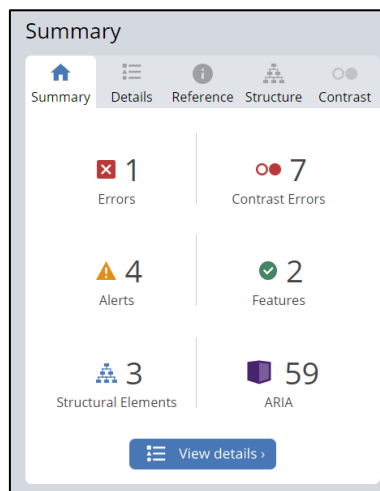 Summary
Summary Details Reference Structure Contrast
1 7
Errors Contrast Errors
4 2
Alerts Features
3 59
Structural Elements ARIA
View details ›